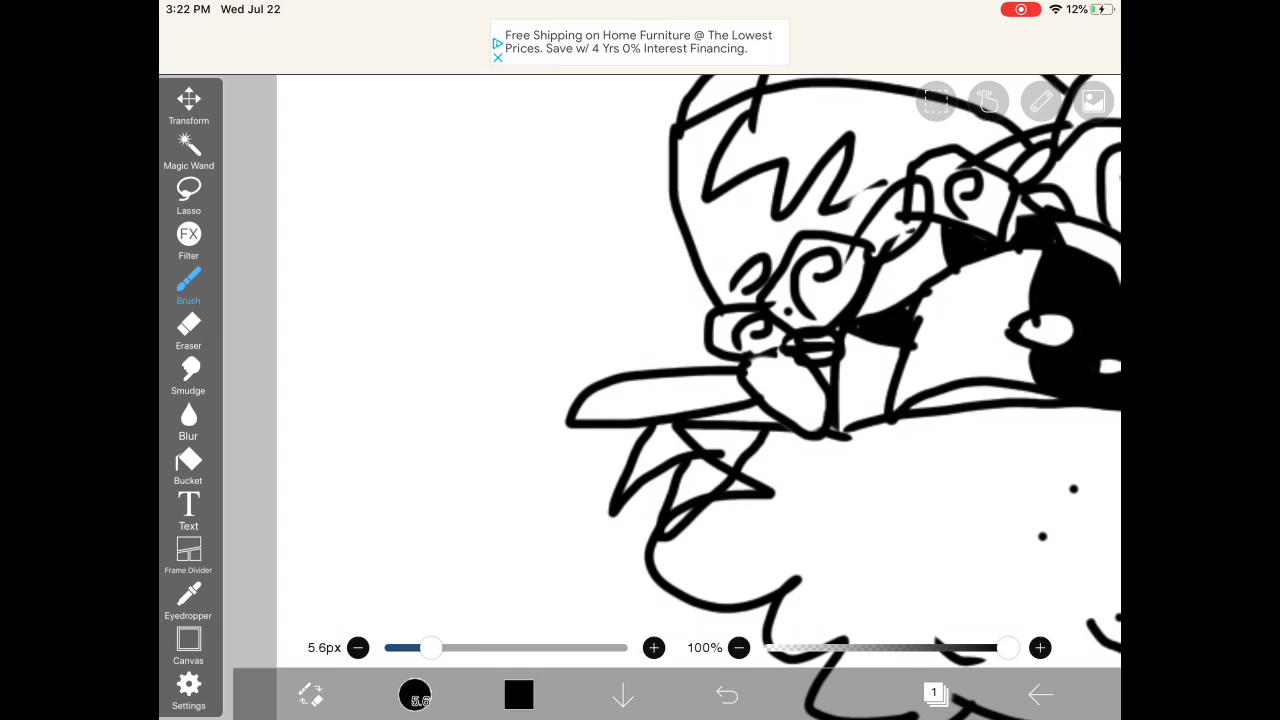 3:22 PM Wed Jul 22
12%
Free Shipping on Home Furniture @ The Lowest
Prices. Save w/ 4 Yrs 0% Interest Financing.
Transform
Magic Wand
Lasso
FX
Filter
Brush
Eraser
Smudge
Blur
Bucket
T
Text
Frame Divider
Eyedropper
Canvas
Settings
5.6px
100%
5.6
1